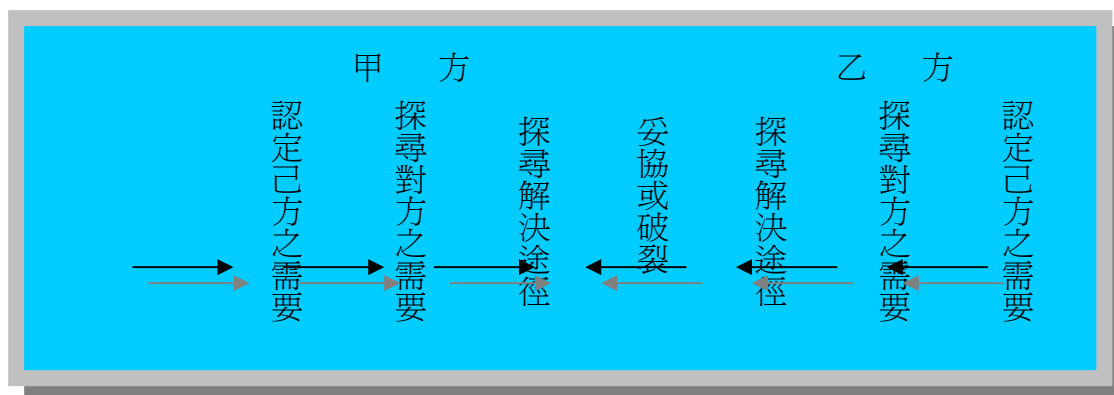 甲方
乙方
認定己方之需要
探尋對方之需要
探尋解決途徑
妥協或破裂
探尋解決途徑
探尋對方之需要
認定己方之需要